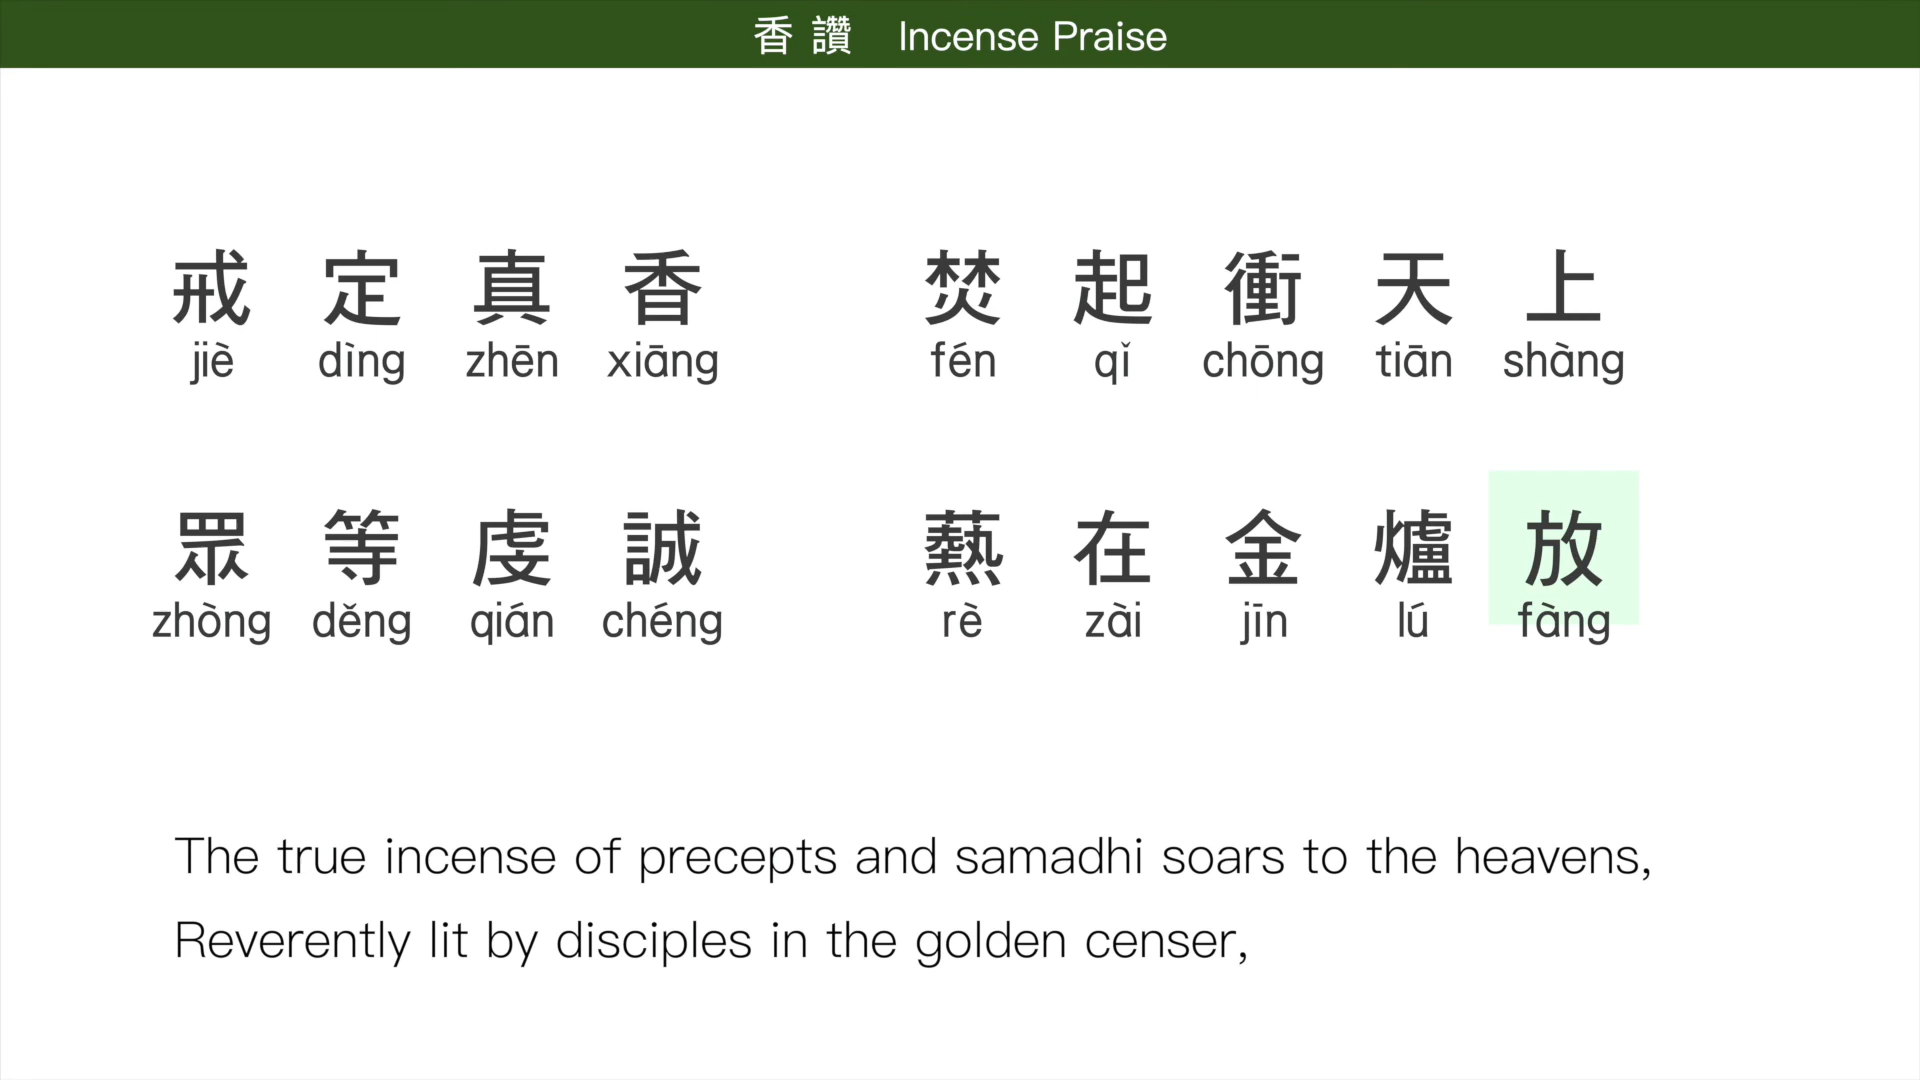 香讚 Incense Praise
戒定真香 焚起衝天上
jiè dìng zhēn xiāng fén qǐ chōng tiān shàng
眾等虔誠 爇在金爐放
zhòng děng qián chéng rè zài jīn lú fàng
The true incense of precepts and samadhi soars to the heavens,
Reverently lit by disciples in the golden censer,